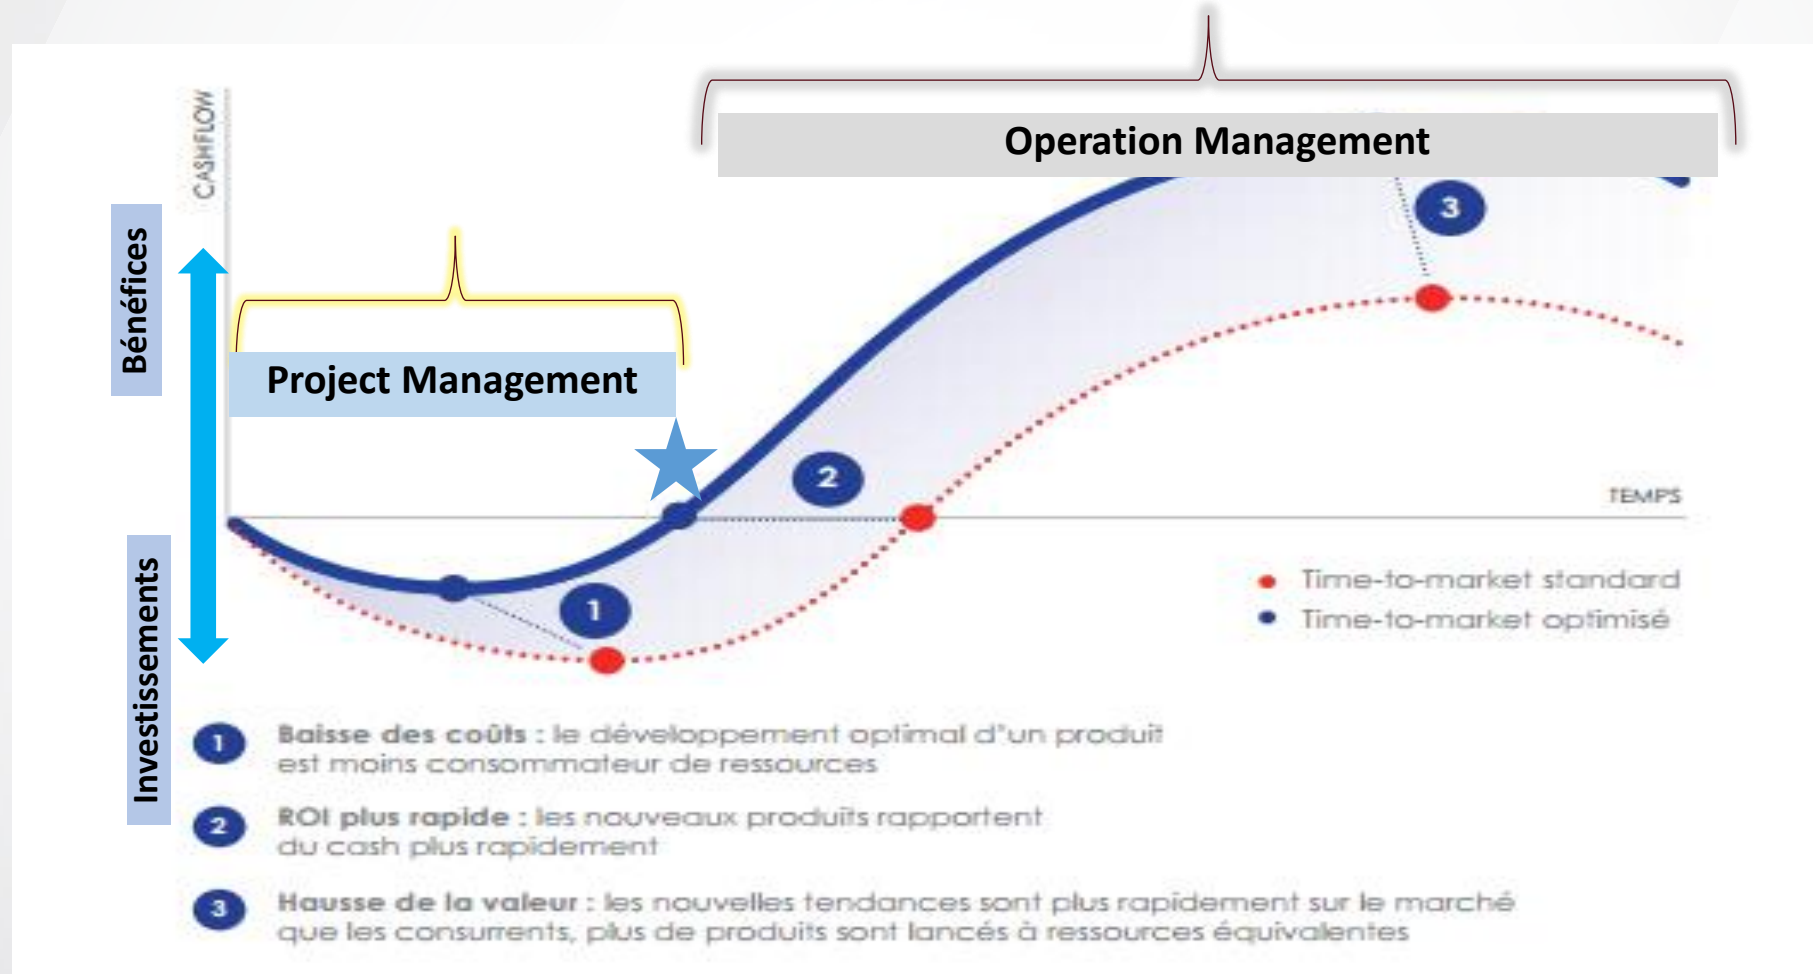 Operation Management
CASHFLOW
3
Bénéfices
Project Management
2
TEMPS
Investissements
1
Time-to-market standard
Time-to-market optimisé
1 Baisse des coûts : le développement optimal d'un produit
est moins consommateur de ressources
2 ROI plus rapide : les nouveaux produits rapportent
du cash plus rapidement
3 Hausse de la valeur : les nouvelles tendances sont plus rapidement sur le marché
que les consurrents, plus de produits sont lancés à ressources équivalentes